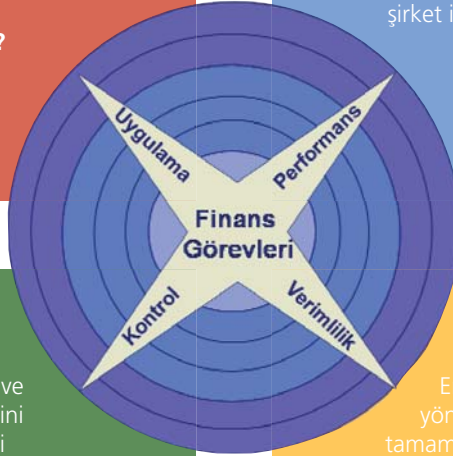 ?
şirket i
Uygulama
Performans
Finans
Görevleri
Kontrol
Verimlilik
ve
ini
i
E
yön
tamam